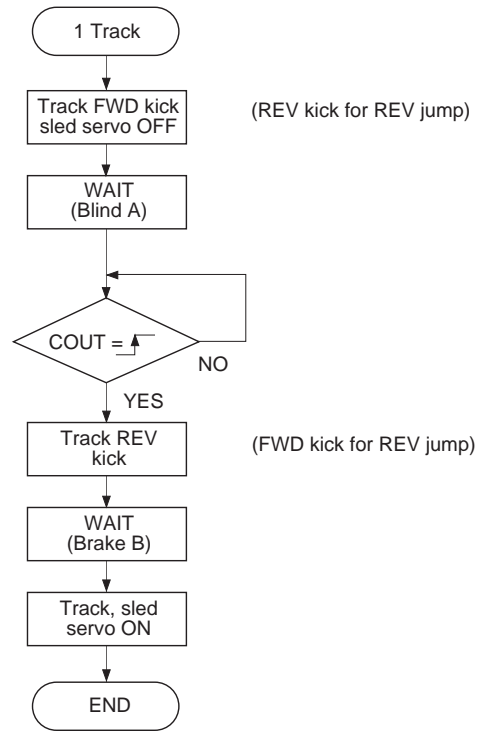 1 Track
Track FWD kick
sled servo OFF
(REV kick for REV jump)
WAIT
(Blind A)
COUT =
NO
YES
Track REV
kick
(FWD kick for REV jump)
WAIT
(Brake B)
Track, sled
servo ON
END